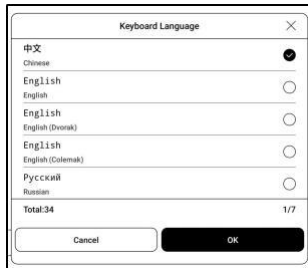 Keyboard Language
中文
Chinese
English
English
English
English (Dvorak)
English
English (Colemak)
Русский
Russian
Total:34 1/7
Cancel OK